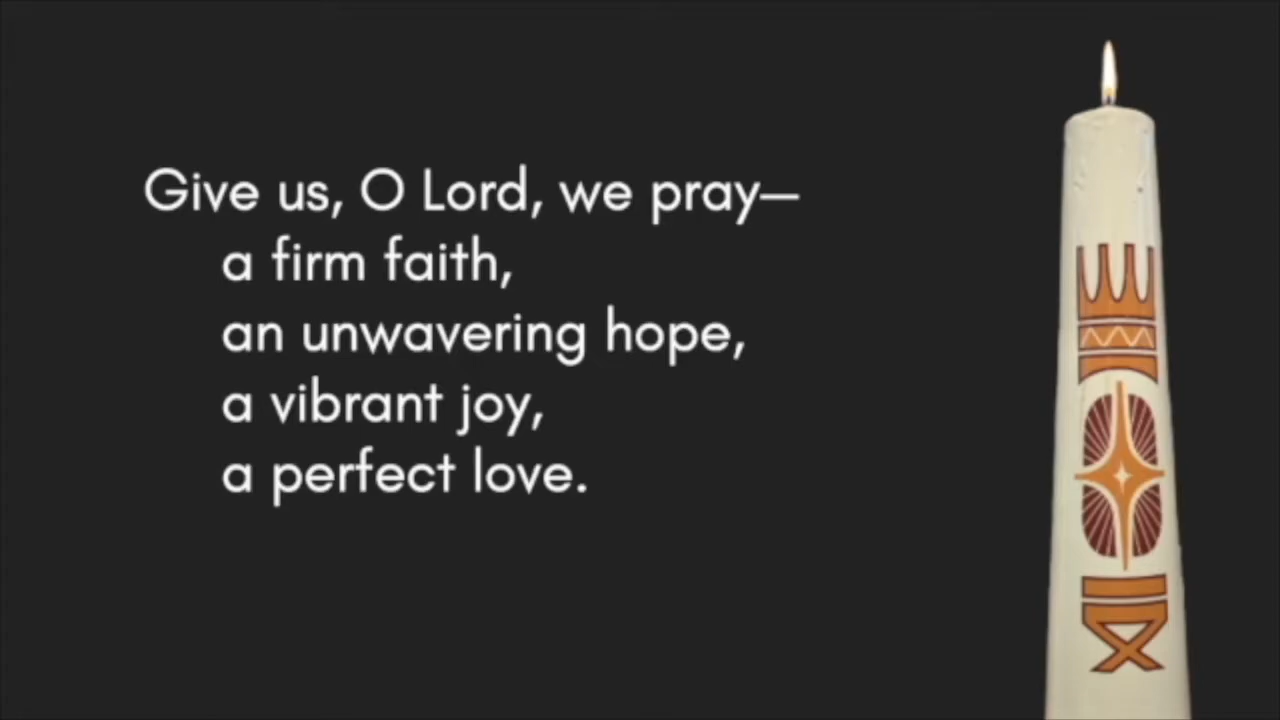 Give us, O Lord, we pray—
a firm faith,
an unwavering hope,
a vibrant joy,
a perfect love.